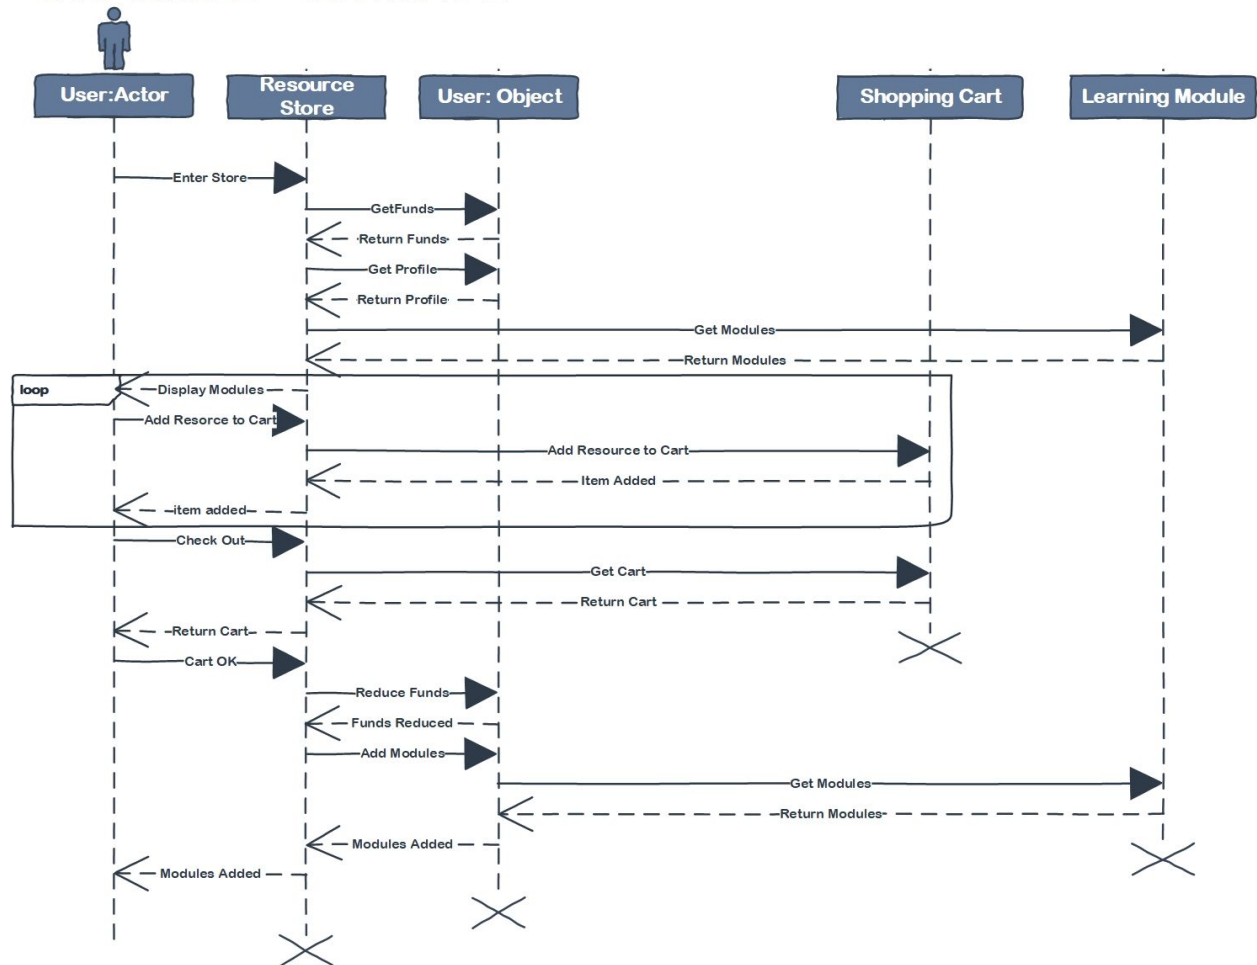 User:Actor
Resource
Store
User: Object
Shopping Cart
Learning Module
Enter Store
GetFunds
Return Funds
Get Profile
Return Profile
Get Modules
Return Modules
loop
Display Modules
Add Resorce to Cart
Add Resource to Cart
Item Added
item added
Check Out
Get Cart
Return Cart
Return Cart
Cart OK
Reduce Funds
Funds Reduced
Add Modules
Get Modules
Return Modules
Modules Added
Modules Added